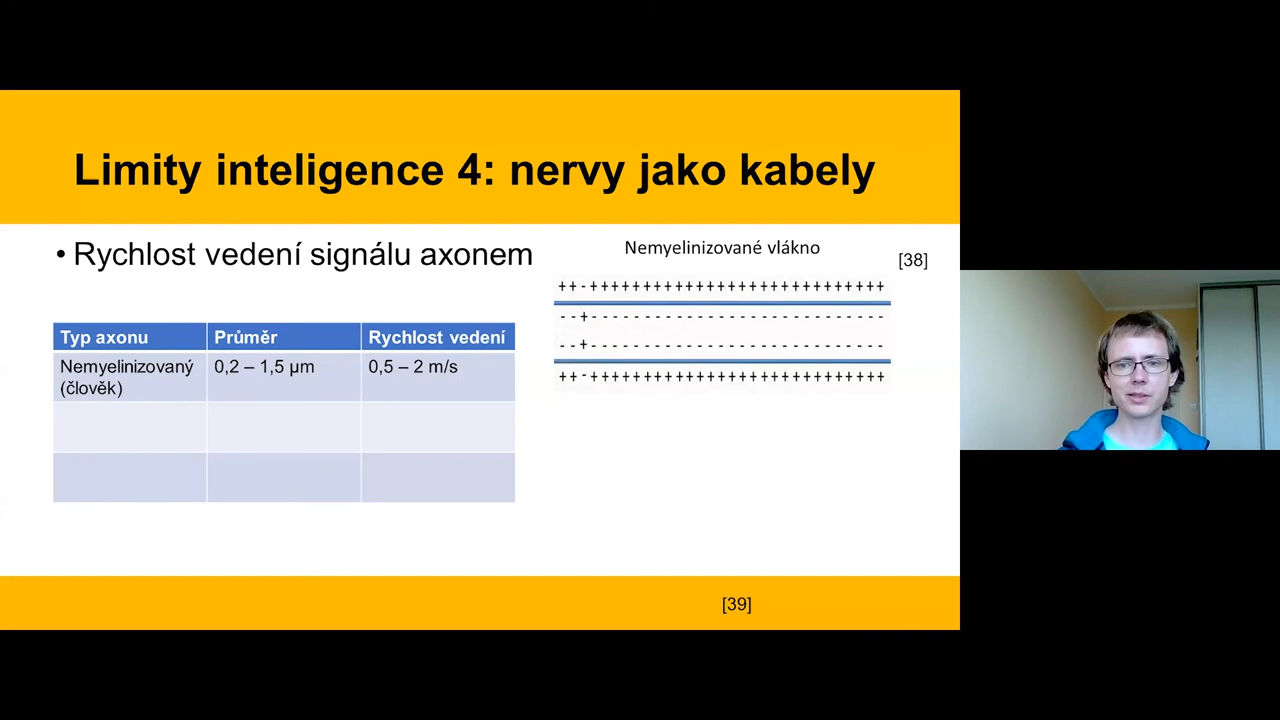 Limity inteligence 4: nervy jako kabely
• Rychlost vedení signálu axonem
Typ axonu Průměr Rychlost vedení
Nemyelinizovaný 0,2 – 1,5 µm 0,5 – 2 m/s
(člověk)
Nemyelinizované vlákno
[38]
++-+++++++++++++++++++++++++++
--+---------------------------
--+---------------------------
++-+++++++++++++++++++++++++++
[39]